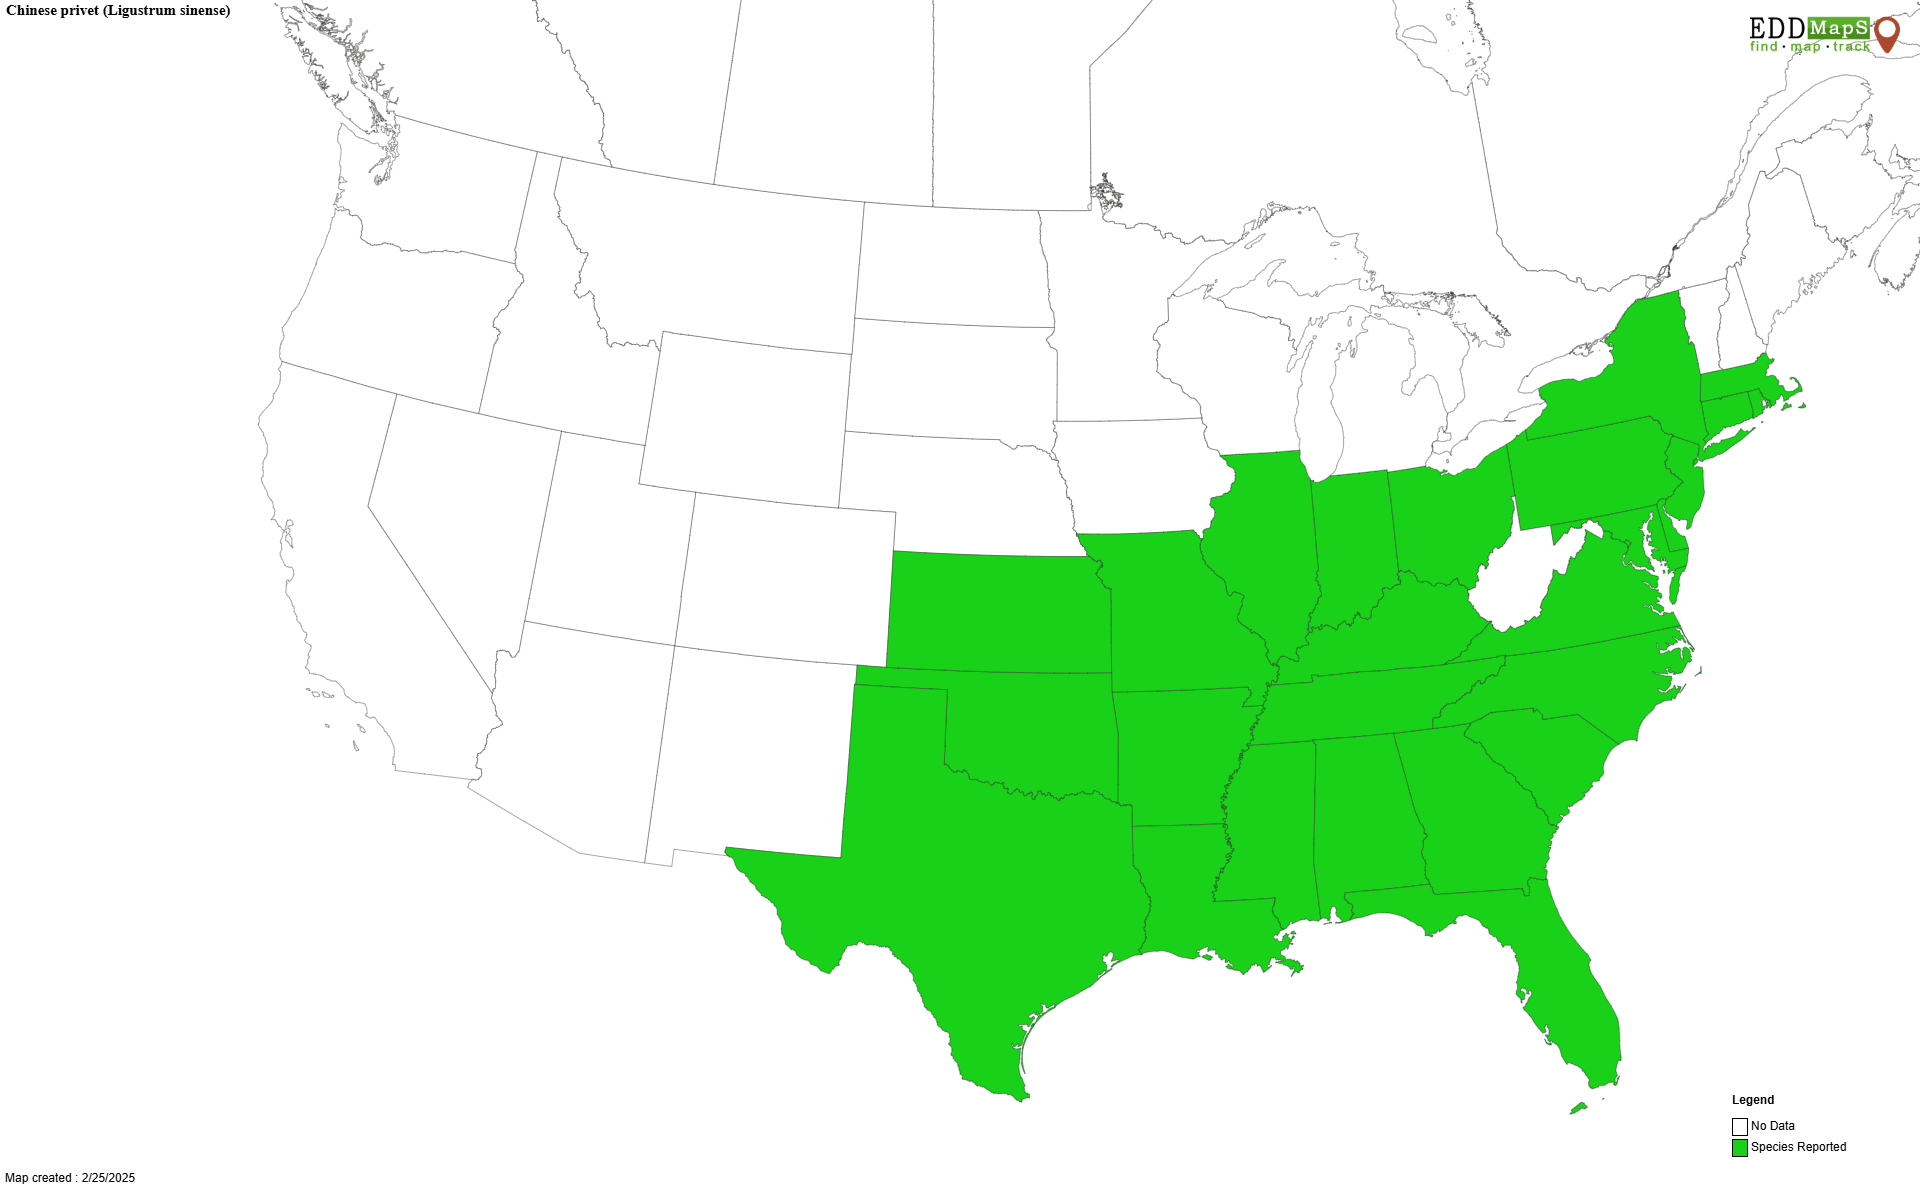 Chinese privet (Ligustrum sinense)
EDDMapS
find · map · track
Legend
No Data
Species Reported
Map created : 2/25/2025